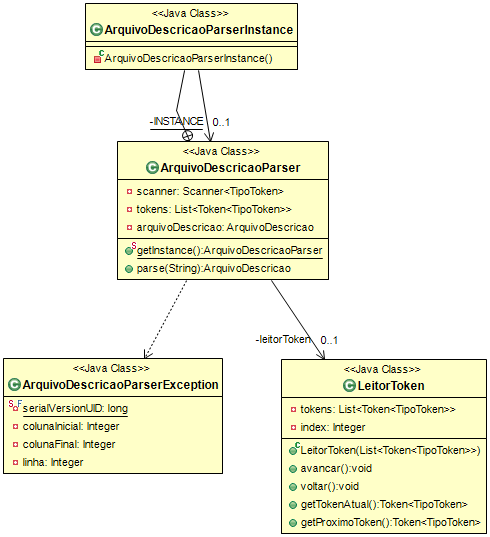 <<Java Class>>
ArquivoDescricaoParserInstance
ArquivoDescricaoParserInstance()
-INSTANCE
0..1
<<Java Class>>
ArquivoDescricaoParser
scanner: Scanner<TipoToken>
tokens: List<Token<TipoToken>>
arquivoDescricao: ArquivoDescricao
getInstance():ArquivoDescricaoParser
parse(String):ArquivoDescricao
-leitorToken
0..1
<<Java Class>>
ArquivoDescricaoParserException
serialVersionUID: long
colunaInicial: Integer
colunaFinal: Integer
linha: Integer
<<Java Class>>
LeitorToken
tokens: List<Token<TipoToken>>
index: Integer
LeitorToken(List<Token<TipoToken>>)
avancar():void
voltar():void
getTokenAtual():Token<TipoToken>
getProximoToken():Token<TipoToken>